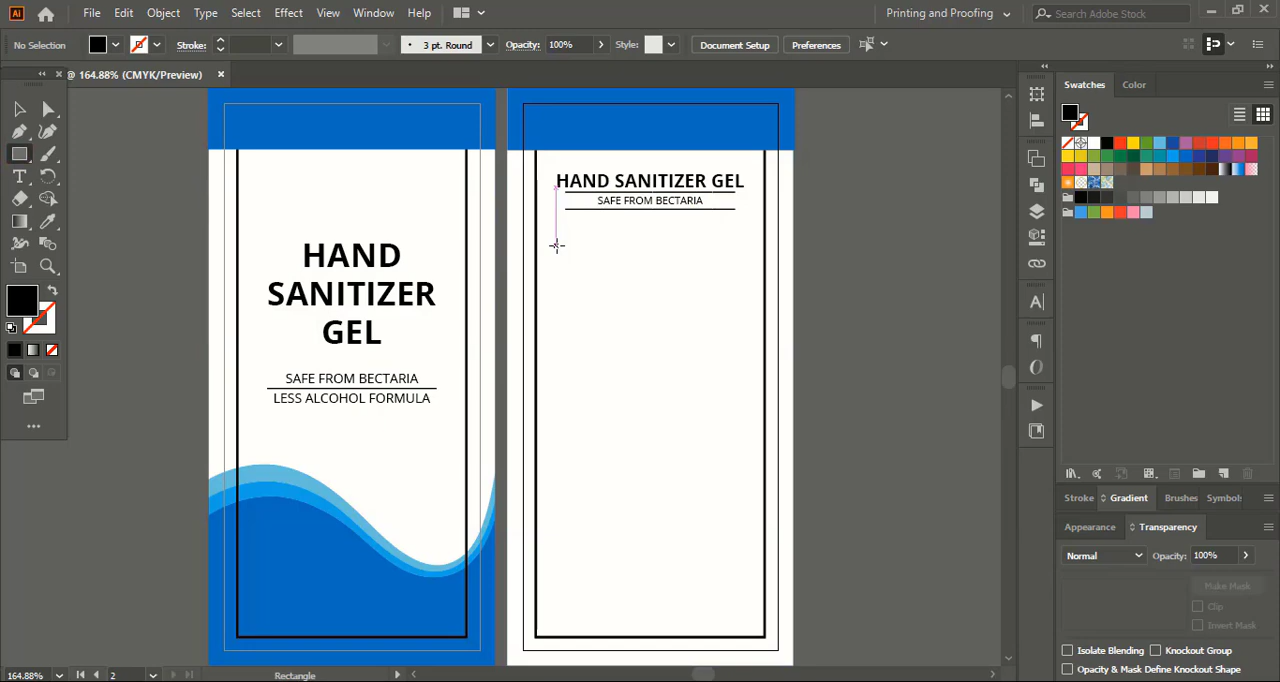 File Edit Object Type Select Effect View Window Help
Printing and Proofing
Search Adobe Stock
No Selection
Stroke:
3 pt. Round
Opacity: 100%
Style:
Document Setup
Preferences
@ 164.88% (CMYK/Preview)
HAND
SANITIZER
GEL
SAFE FROM BECTARIA
LESS ALCOHOL FORMULA
HAND SANITIZER GEL
SAFE FROM BECTARIA
Swatches Color
Stroke Gradient Brushes Symbols
Appearance Transparency
Normal
Opacity: 100%
Make Mask
Clip
Invert Mask
Isolate Blending Knockout Group
Opacity & Mask Define Knockout Shape
164.88%
2
Rectangle